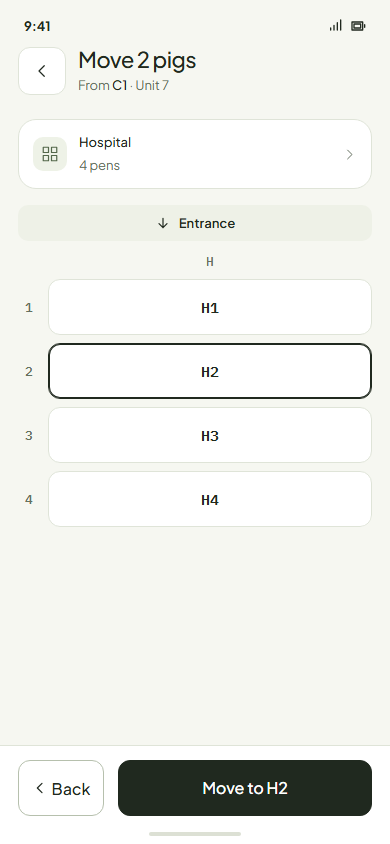 9:41
Move 2 pigs
From C1 · Unit 7
Hospital
4 pens
Entrance
H
1 H1
2 H2
3 H3
4 H4
Back
Move to H2